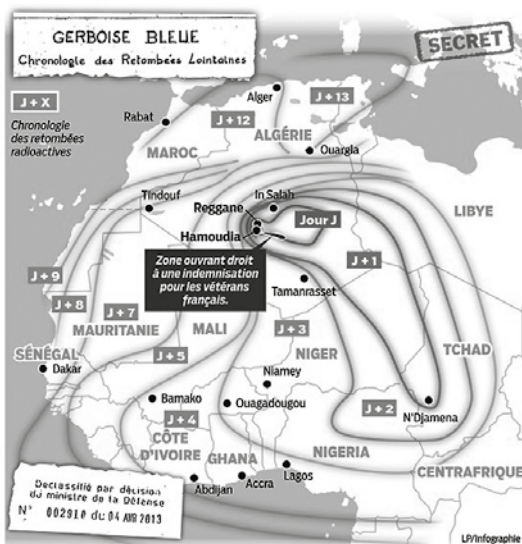 GERBOISE BLEUE
Chronologie des Retombées Lointaines
SECRET
J + X
Chronologie
des retombées
radioactives
Alger
J + 13
Rabat
J + 12
ALGÉRIE
MAROC
Ouargla
Tindouf
In Salah
Reggane
LIBYE
Jour J
Hamoudia
Zone ouvrant droit
à une indemnisation
pour les vétérans
français.
J + 1
J + 9
Tamanrasset
J + 8
J + 7
MAURITANIE
MALI
J + 3
NIGER
TCHAD
SÉNÉGAL
J + 5
Dakar
Niamey
Bamako
Ouagadougou
J + 2
N'Djamena
J + 4
CÔTE
D'IVOIRE
GHANA
NIGERIA
Lagos
CENTRAFRIQUE
Abdijan
Accra
Declassifié par décision
du ministre de la Défense
N° 002910 du 04 AVR 2013
LP/Infographie